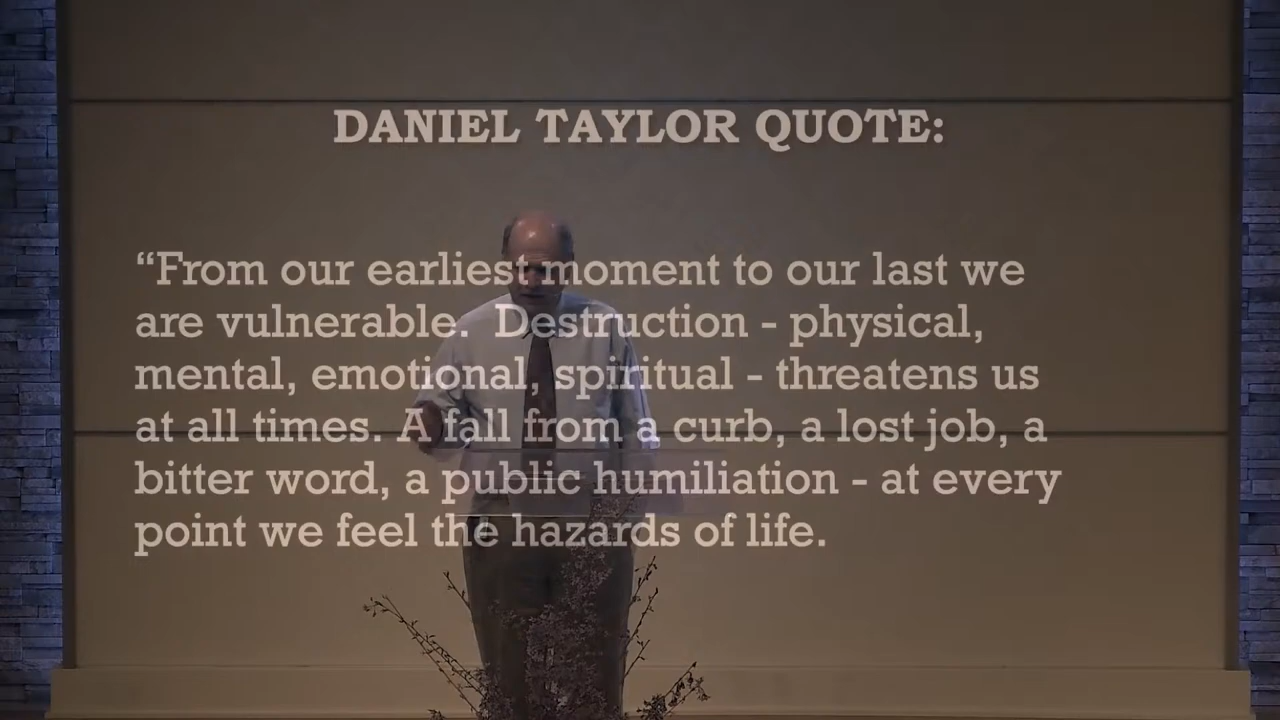 DANIEL TAYLOR QUOTE:
“From our earliest moment to our last we
are vulnerable.  Destruction - physical,
mental, emotional, spiritual - threatens us
at all times. A fall from a curb, a lost job, a
bitter word, a public humiliation - at every
point we feel the hazards of life.